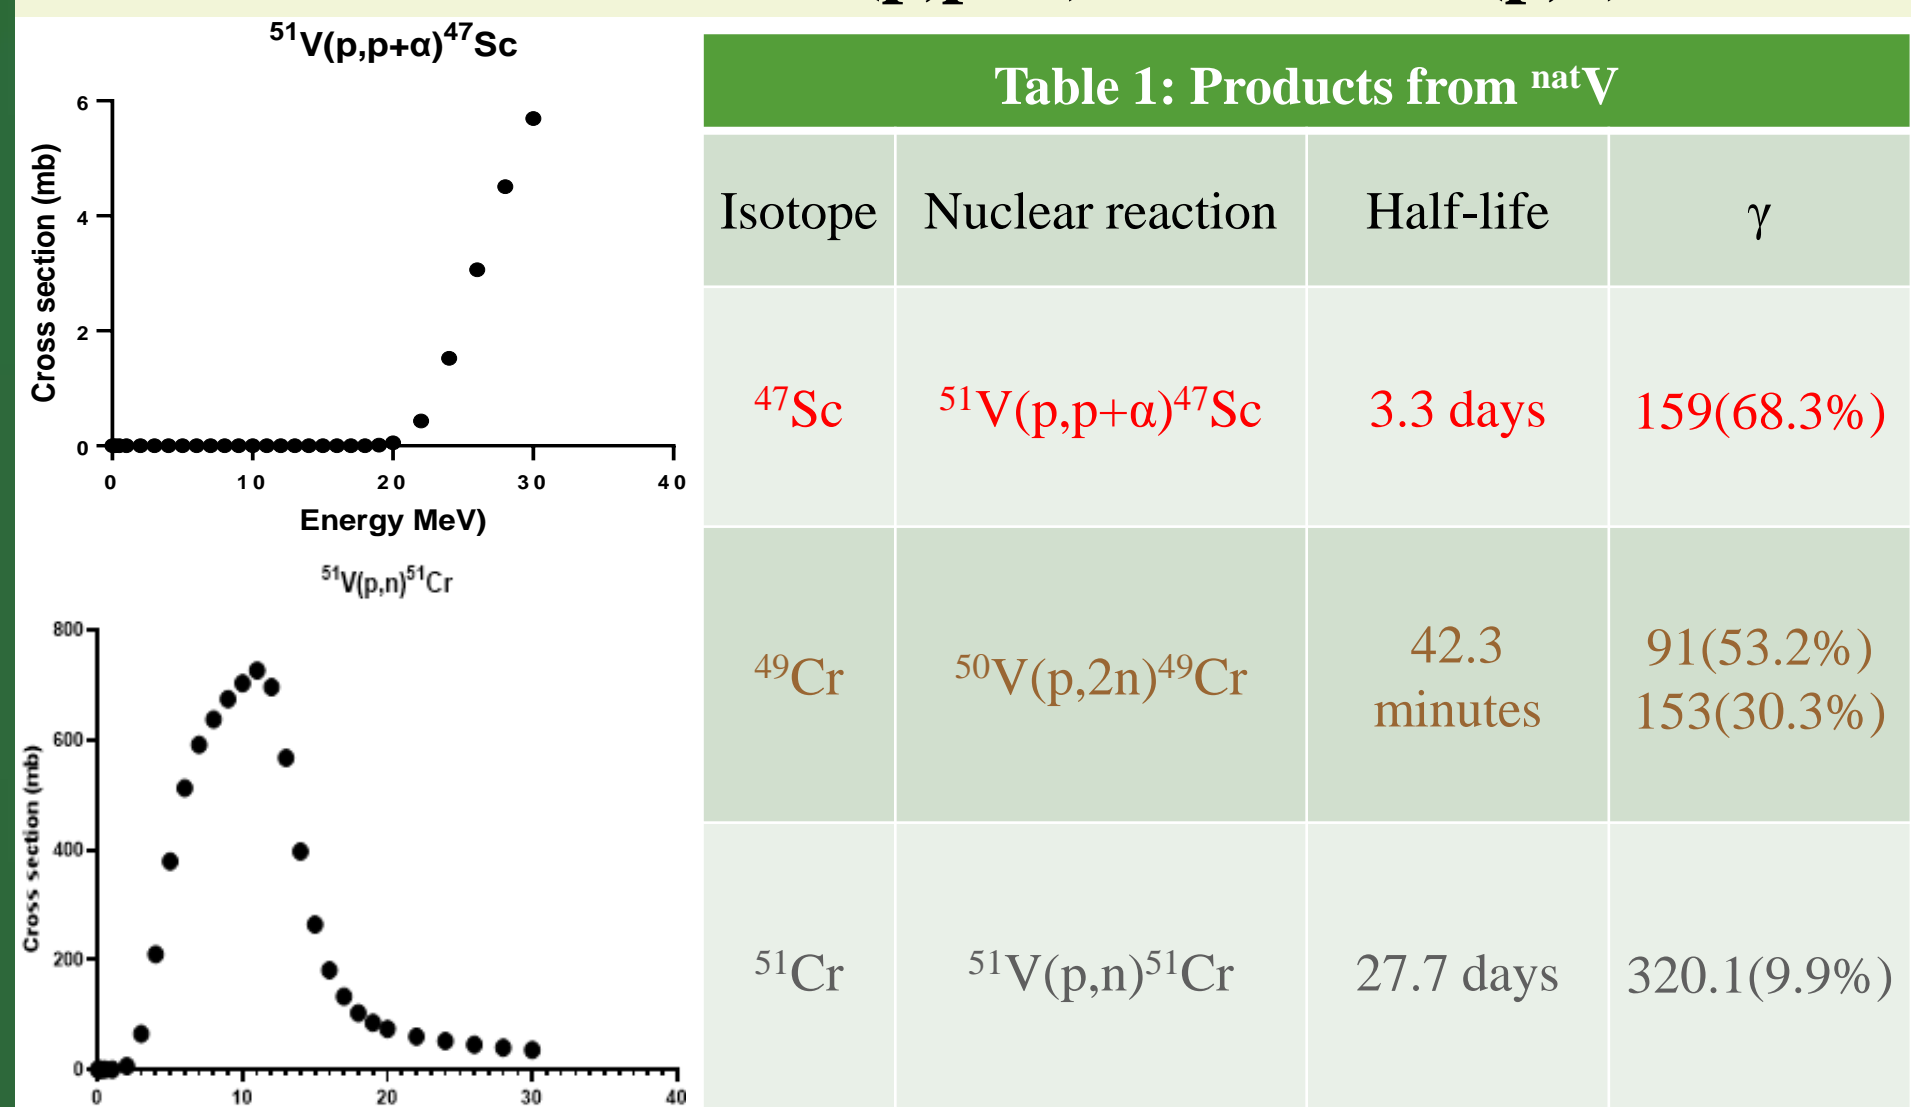 ⁵¹V(p,p+α)⁴⁷Sc
6
4
2
0
0 10 20 30 40
Cross section (mb)
Energy MeV)
⁵¹V(p,n)⁵¹Cr
800
600
400
200
0
0 10 20 30 40
Cross section (mb)
Table 1: Products from ⁿᵃᵗV
Isotope Nuclear reaction Half-life γ
⁴⁷Sc ⁵¹V(p,p+α)⁴⁷Sc 3.3 days 159(68.3%)
⁴⁹Cr ⁵⁰V(p,2n)⁴⁹Cr 42.3 minutes 91(53.2%)
153(30.3%)
⁵¹Cr ⁵¹V(p,n)⁵¹Cr 27.7 days 320.1(9.9%)